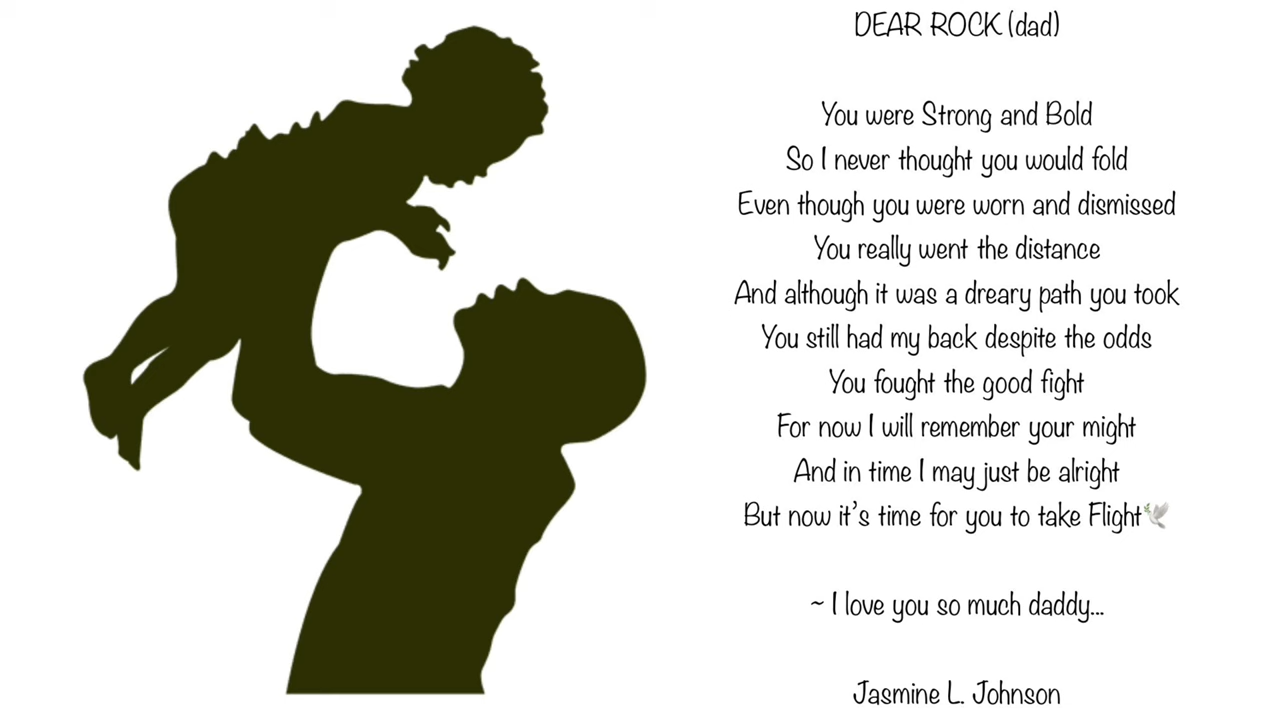 DEAR ROCK (dad)
You were Strong and Bold
So I never thought you would fold
Even though you were worn and dismissed
You really went the distance
And although it was a dreary path you took
You still had my back despite the odds
You fought the good fight
For now I will remember your might
And in time I may just be alright
But now it's time for you to take Flight🕊️
~ I love you so much daddy...
Jasmine L. Johnson